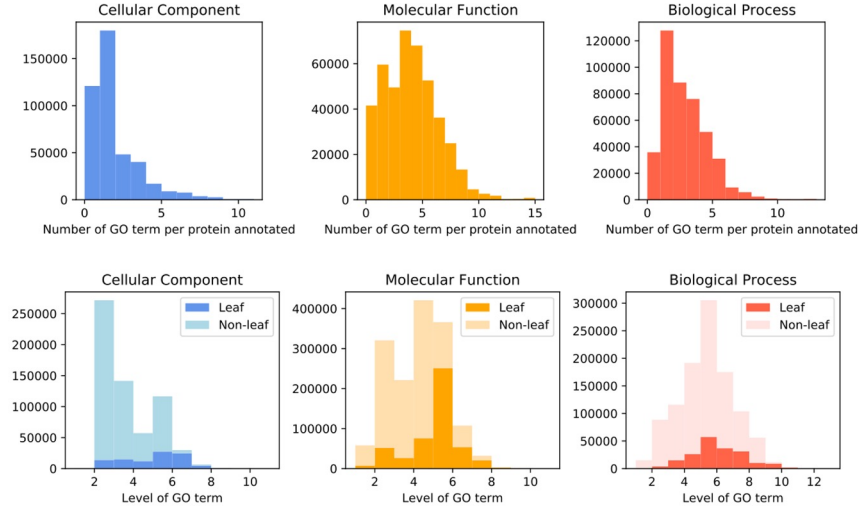 Cellular Component
150000
100000
50000
0
0 5 10
Number of GO term per protein annotated
Molecular Function
60000
40000
20000
0
0 5 10 15
Number of GO term per protein annotated
Biological Process
120000
100000
80000
60000
40000
20000
0
0 5 10
Number of GO term per protein annotated
Cellular Component
Leaf
Non-leaf
250000
200000
150000
100000
50000
0
2 4 6 8 10
Level of GO term
Molecular Function
Leaf
Non-leaf
400000
300000
200000
100000
0
2 4 6 8 10
Level of GO term
Biological Process
Leaf
Non-leaf
300000
250000
200000
150000
100000
50000
0
2 4 6 8 10 12
Level of GO term